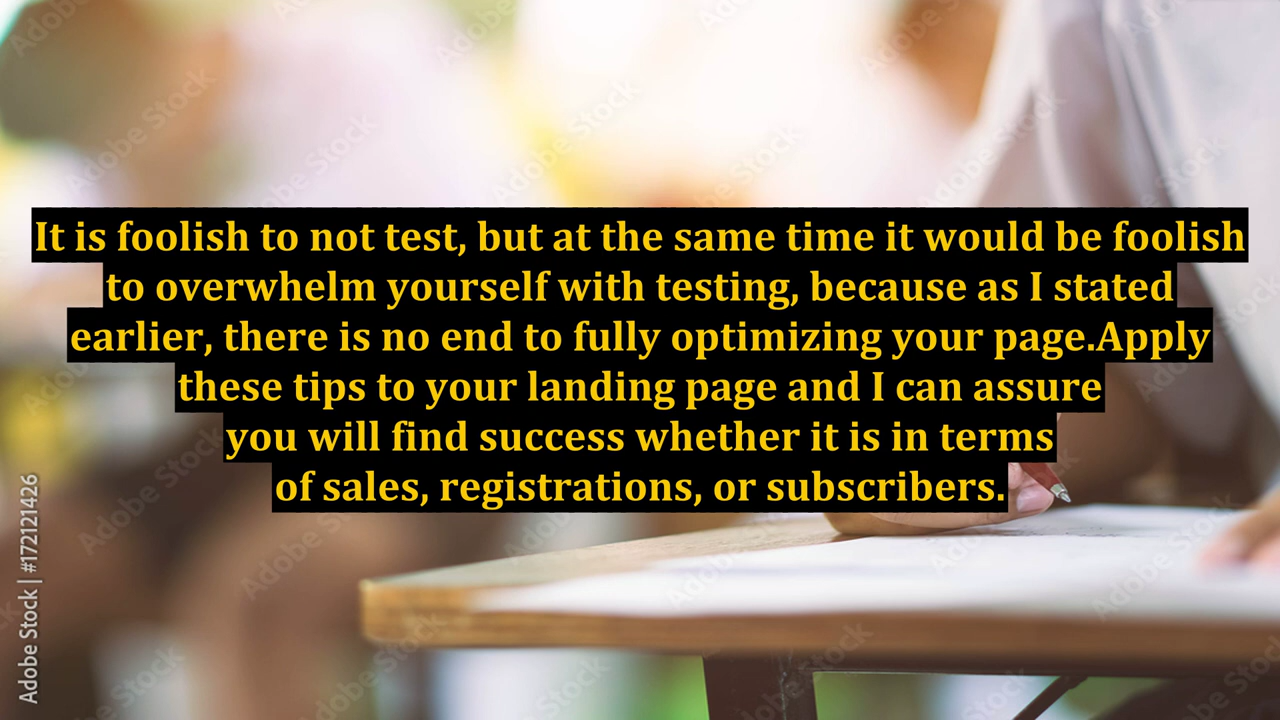 It is foolish to not test, but at the same time it would be foolish
to overwhelm yourself with testing, because as I stated
earlier, there is no end to fully optimizing your page.Apply
these tips to your landing page and I can assure
you will find success whether it is in terms
of sales, registrations, or subscribers.
Adobe Stock | #172121426